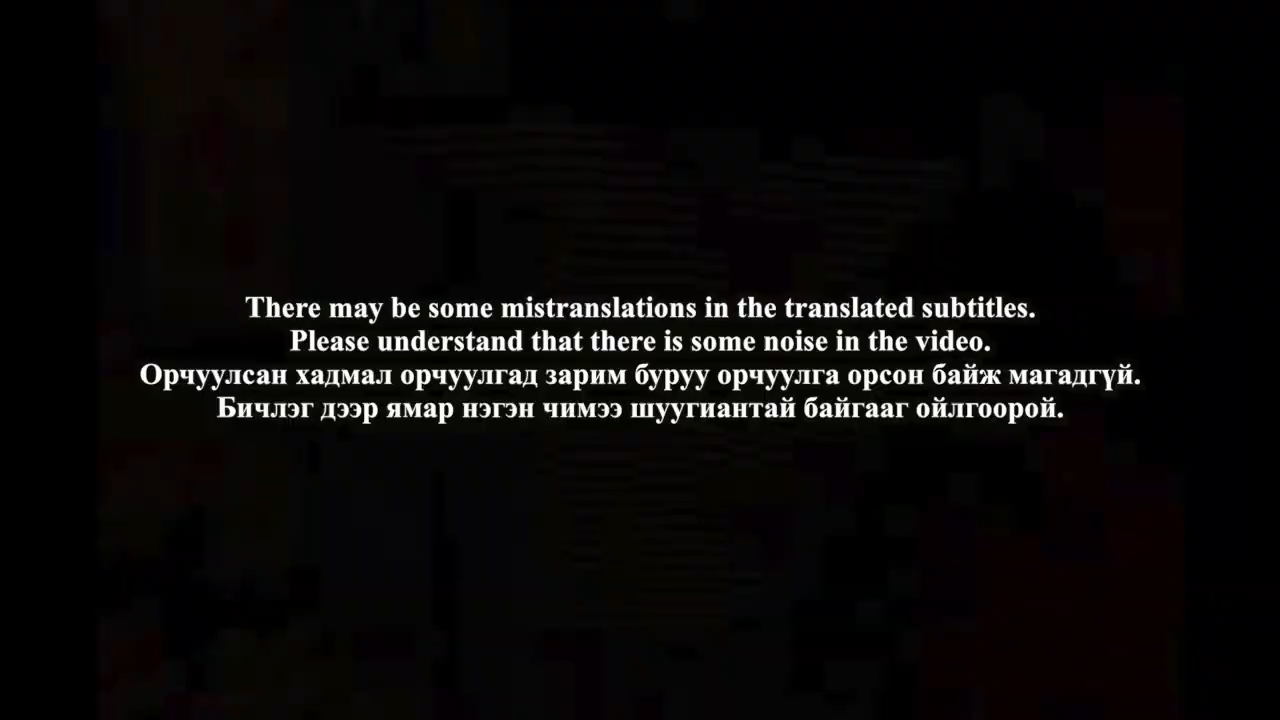 There may be some mistranslations in the translated subtitles.
Please understand that there is some noise in the video.
Орчуулсан хадмал орчуулгад зарим буруу орчуулга орсон байж магадгүй.
Бичлэг дээр ямар нэгэн чимээ шуугиантай байгааг ойлгоорой.